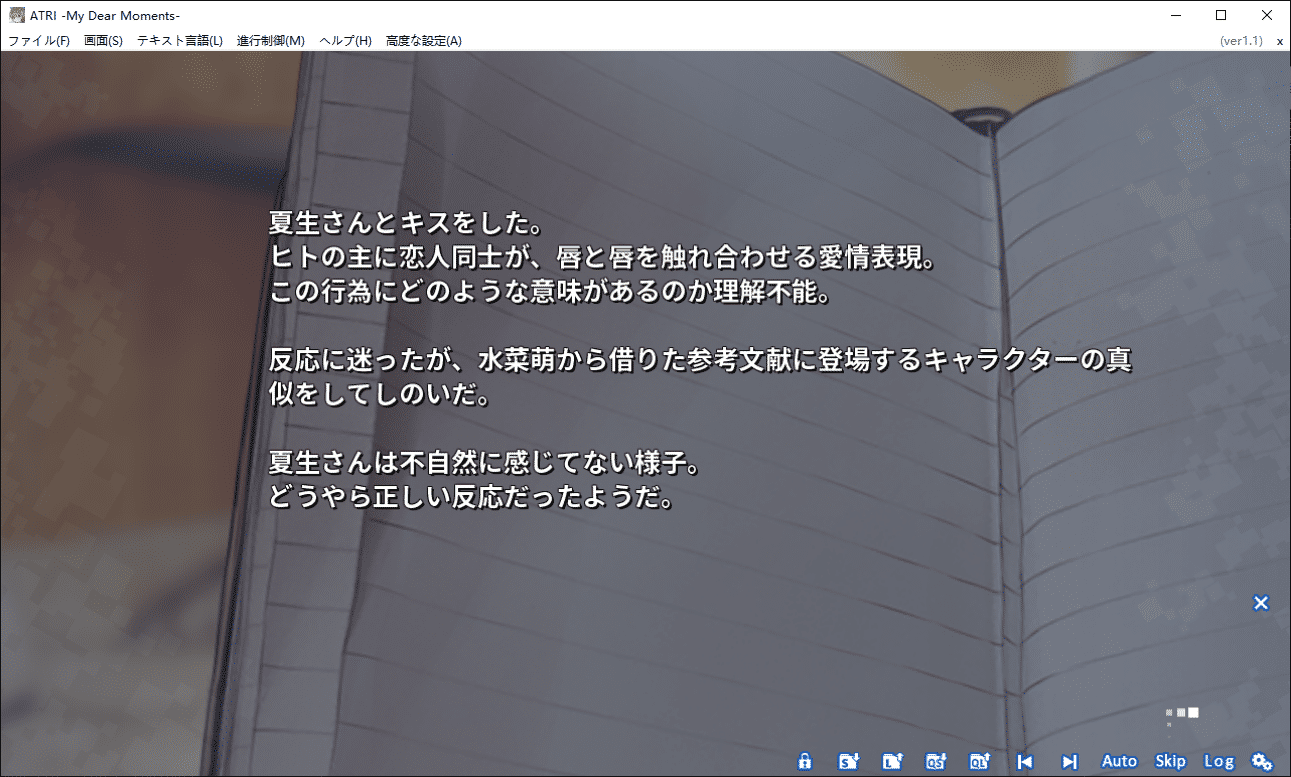 ATRI -My Dear Moments-
ファイル(F) 画面(S) テキスト言語(L) 進行制御(M) ヘルプ(H) 高度な設定(A) (ver1.1) x
夏生さんとキスをした。
ヒトの主に恋人同士が、唇と唇を触れ合わせる愛情表現。
この行為にどのような意味があるのか理解不能。
反応に迷ったが、水菜萌から借りた参考文献に登場するキャラクターの真
似をしてしのいだ。
夏生さんは不自然に感じてない様子。
どうやら正しい反応だったようだ。
S L QS QL Auto Skip Log